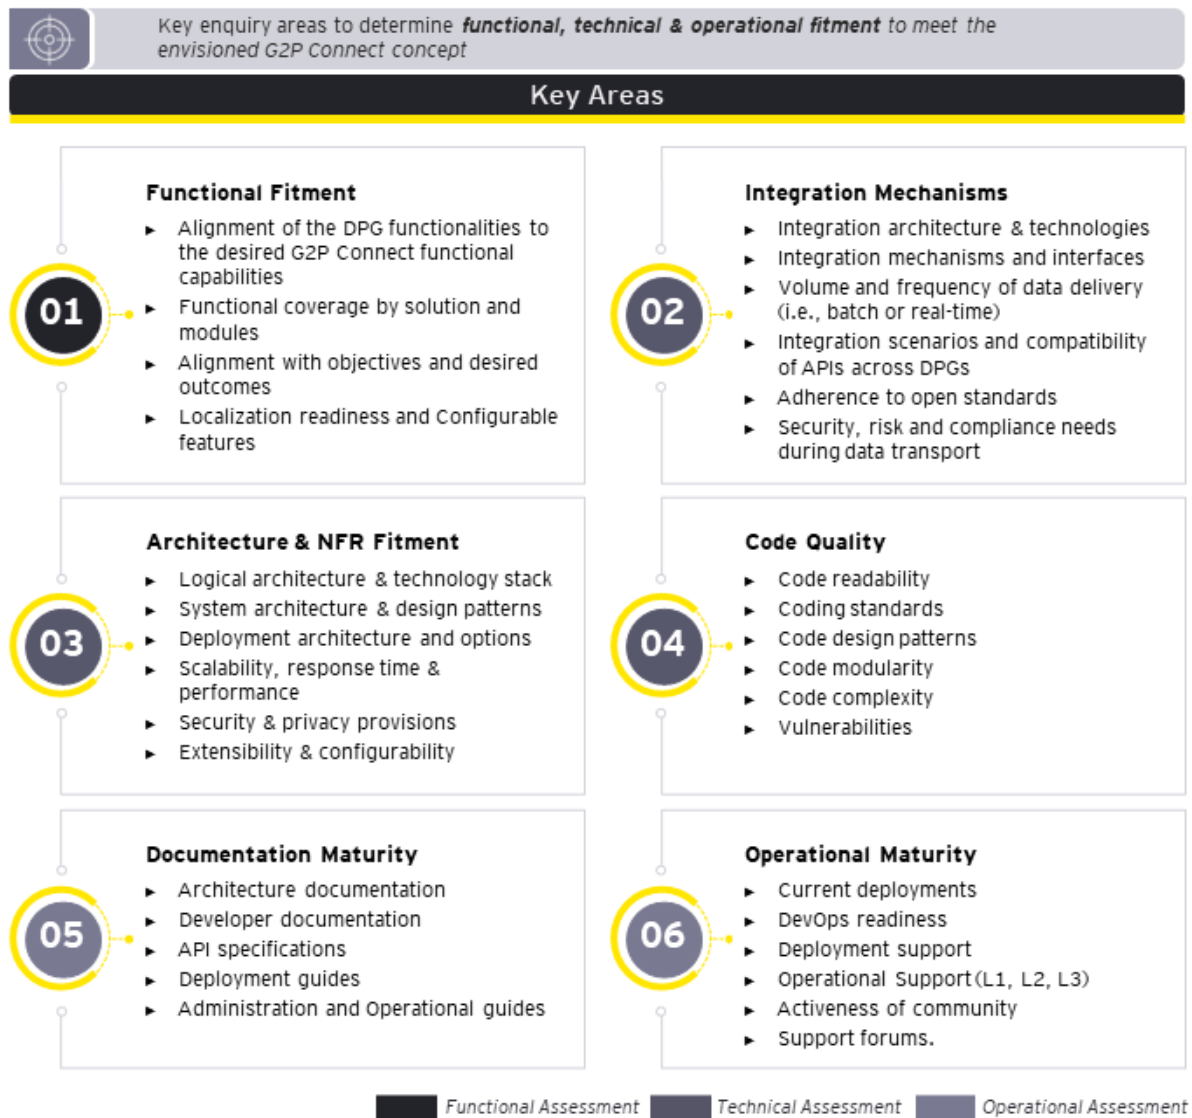 Key enquiry areas to determine functional, technical & operational fitment to meet the
envisioned G2P Connect concept
Key Areas
01
Functional Fitment
► Alignment of the DPG functionalities to
the desired G2P Connect functional
capabilities
► Functional coverage by solution and
modules
► Alignment with objectives and desired
outcomes
► Localization readiness and Configurable
features
02
Integration Mechanisms
► Integration architecture & technologies
► Integration mechanisms and interfaces
► Volume and frequency of data delivery
(i.e., batch or real-time)
► Integration scenarios and compatibility
of APIs across DPGs
► Adherence to open standards
► Security, risk and compliance needs
during data transport
03
Architecture & NFR Fitment
► Logical architecture & technology stack
► System architecture & design patterns
► Deployment architecture and options
► Scalability, response time &
performance
► Security & privacy provisions
► Extensibility & configurability
04
Code Quality
► Code readability
► Coding standards
► Code design patterns
► Code modularity
► Code complexity
► Vulnerabilities
05
Documentation Maturity
► Architecture documentation
► Developer documentation
► API specifications
► Deployment guides
► Administration and Operational guides
06
Operational Maturity
► Current deployments
► DevOps readiness
► Deployment support
► Operational Support (L1, L2, L3)
► Activeness of community
► Support forums.
Functional Assessment
Technical Assessment
Operational Assessment